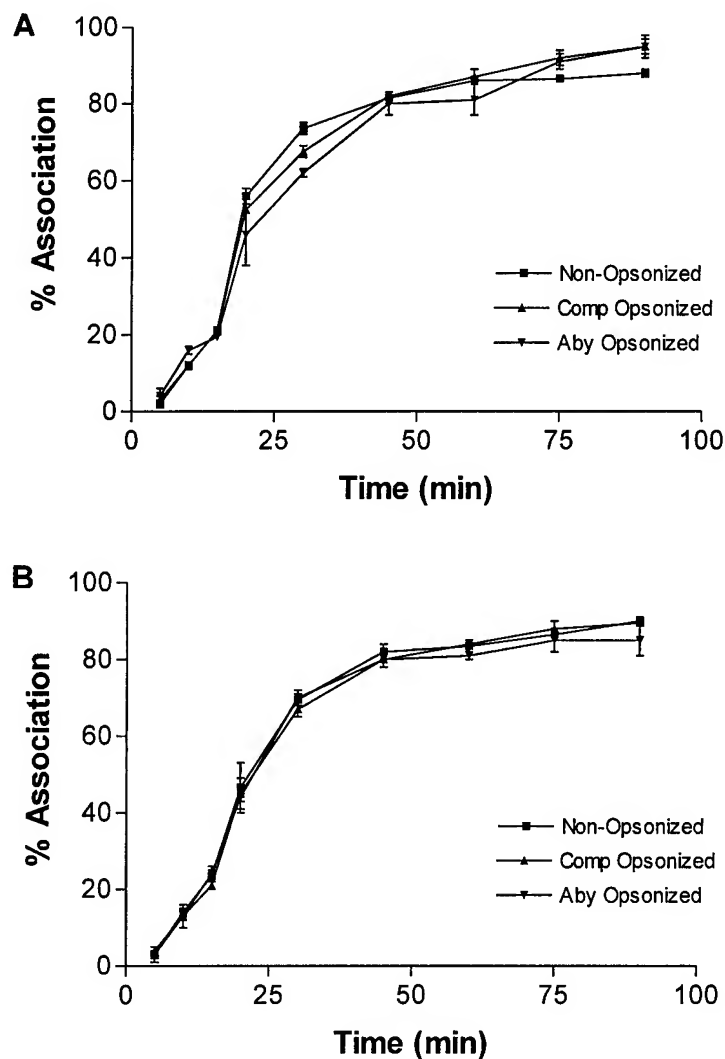 A
100
80
60
40
20
0
% Association
Non-Opsonized
Comp Opsonized
Aby Opsonized
0 25 50 75 100
Time (min)
B
100
80
60
40
20
0
% Association
Non-Opsonized
Comp Opsonized
Aby Opsonized
0 25 50 75 100
Time (min)